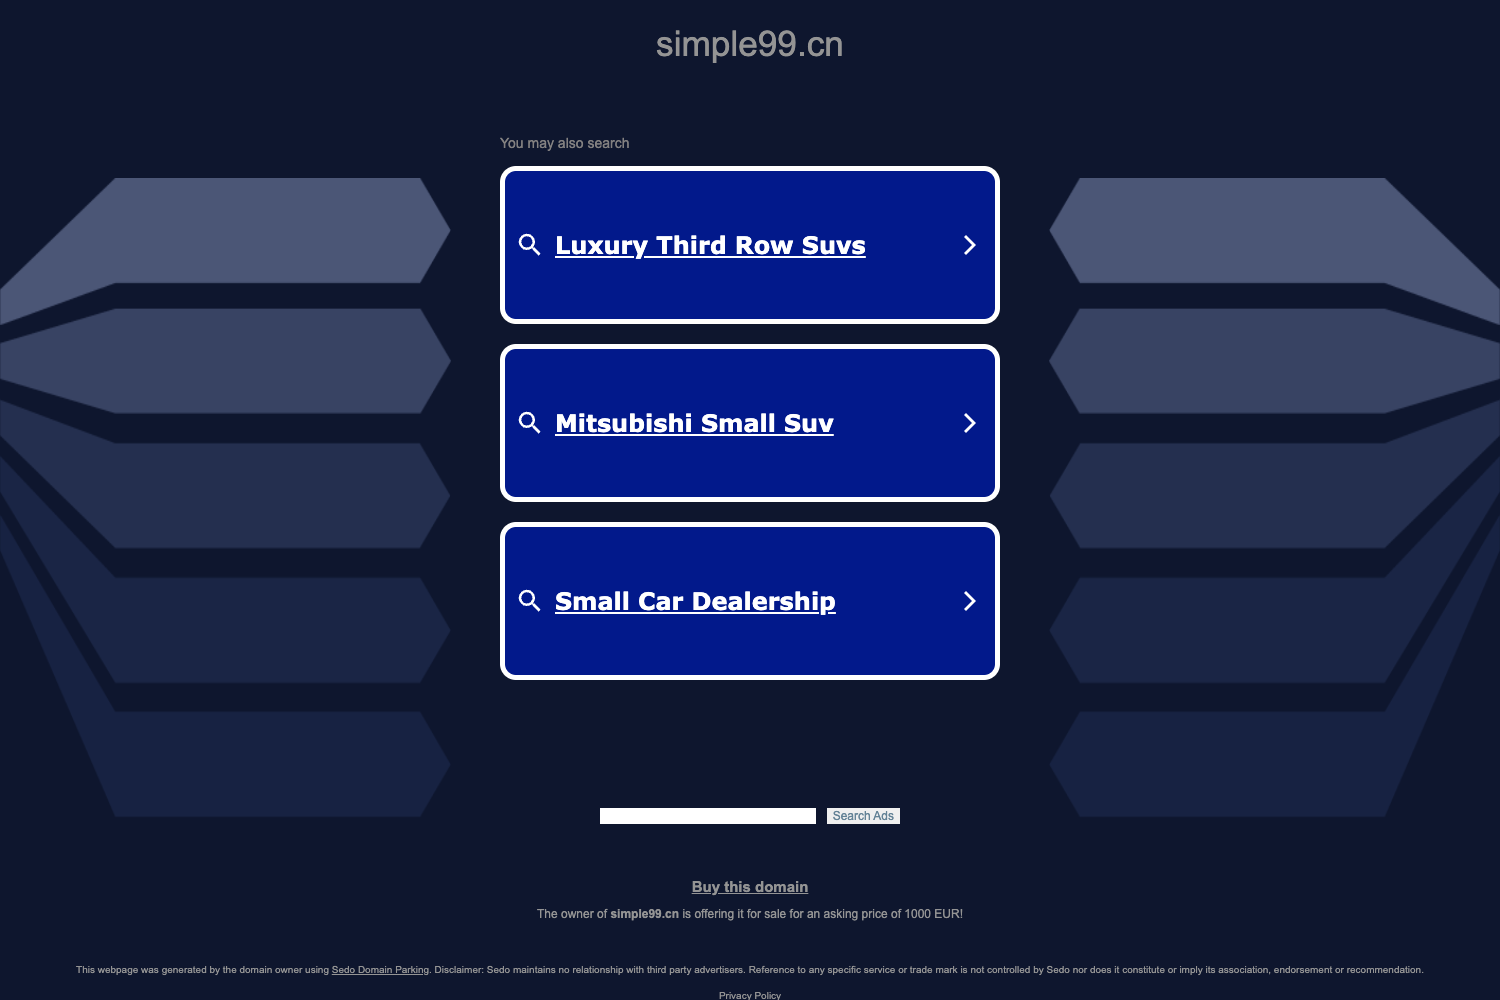 simple99.cn
You may also search
Luxury Third Row Suvs
Mitsubishi Small Suv
Small Car Dealership
Search Ads
Buy this domain
The owner of simple99.cn is offering it for sale for an asking price of 1000 EUR!
This webpage was generated by the domain owner using Sedo Domain Parking. Disclaimer: Sedo maintains no relationship with third party advertisers. Reference to any specific service or trade mark is not controlled by Sedo nor does it constitute or imply its association, endorsement or recommendation.
Privacy Policy